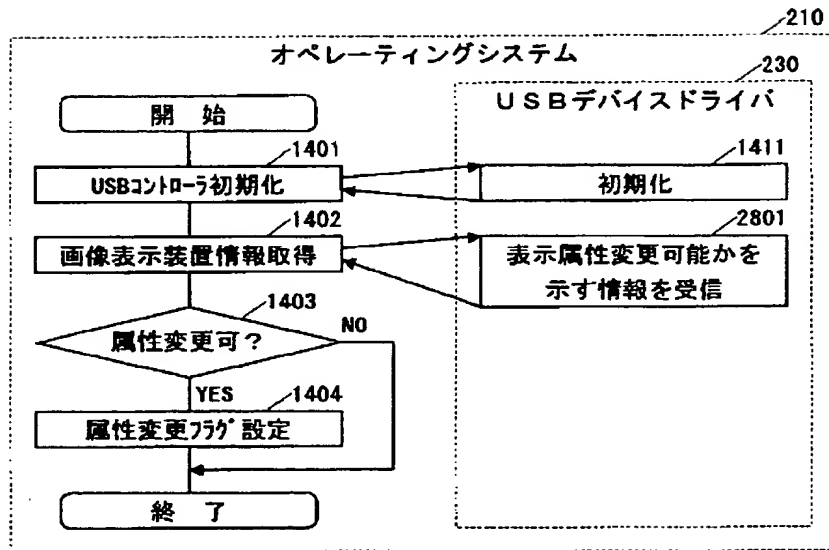 210
オペレーティングシステム
230
USBデバイスドライバ
開 始
1401
USBｺﾝﾄﾛｰﾗ初期化
1411
初期化
1402
画像表示装置情報取得
2801
表示属性変更可能かを
示す情報を受信
1403
属性変更可？
NO
YES
1404
属性変更ﾌﾗｸﾞ設定
終 了